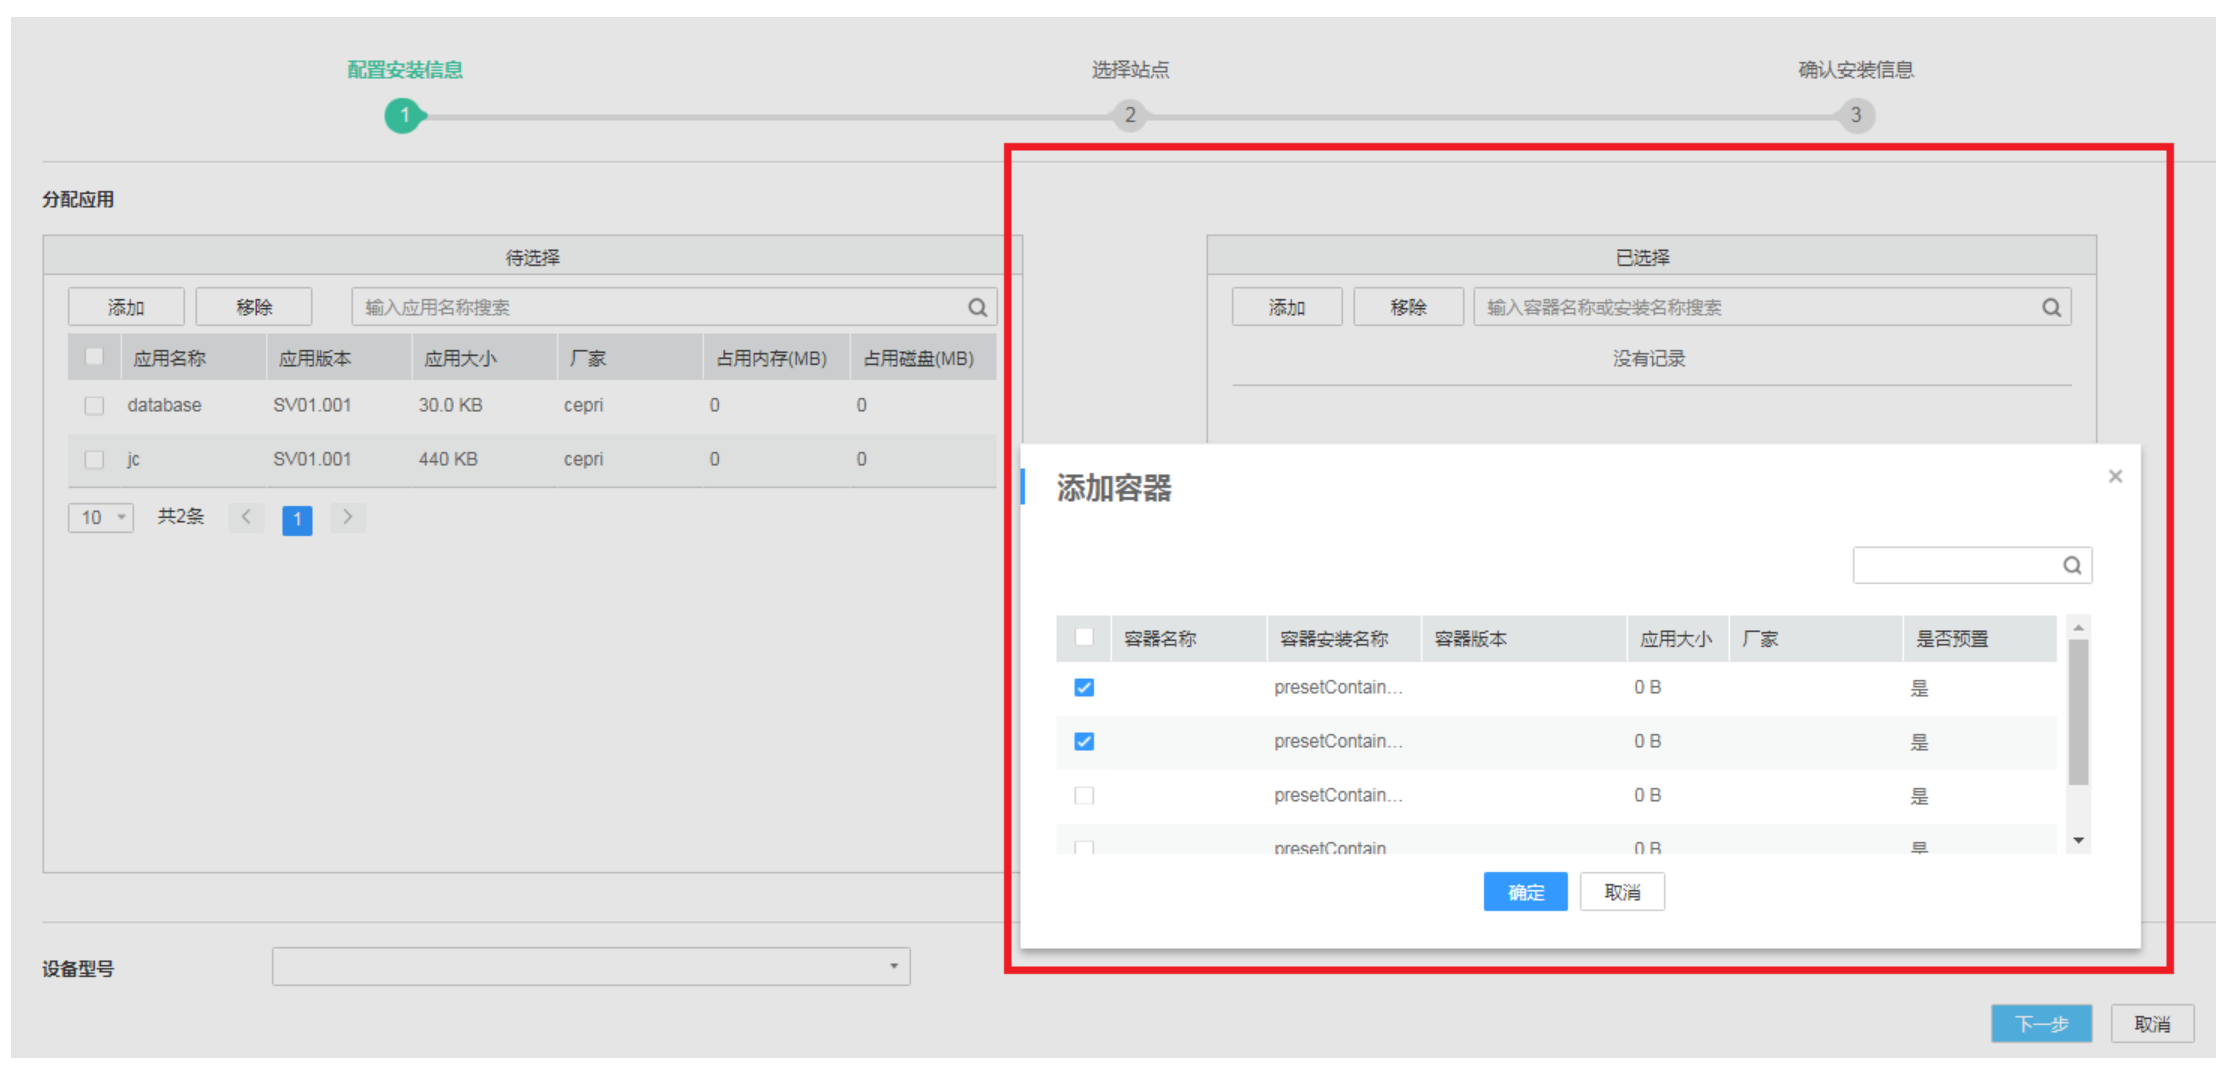 配置安装信息 选择站点 确认安装信息
1 2 3
分配应用
待选择
添加 移除 输入应用名称搜索
应用名称 应用版本 应用大小 厂家 占用内存(MB) 占用磁盘(MB)
database SV01.001 30.0 KB cepri 0 0
jc SV01.001 440 KB cepri 0 0
10 共2条 < 1 >
已选择
添加 移除 输入容器名称或安装名称搜索
没有记录
添加容器 ×
容器名称 容器安装名称 容器版本 应用大小 厂家 是否预置
presetContain... 0 B 是
presetContain... 0 B 是
presetContain... 0 B 是
presetContain 0 B 是
确定 取消
设备型号
下一步 取消